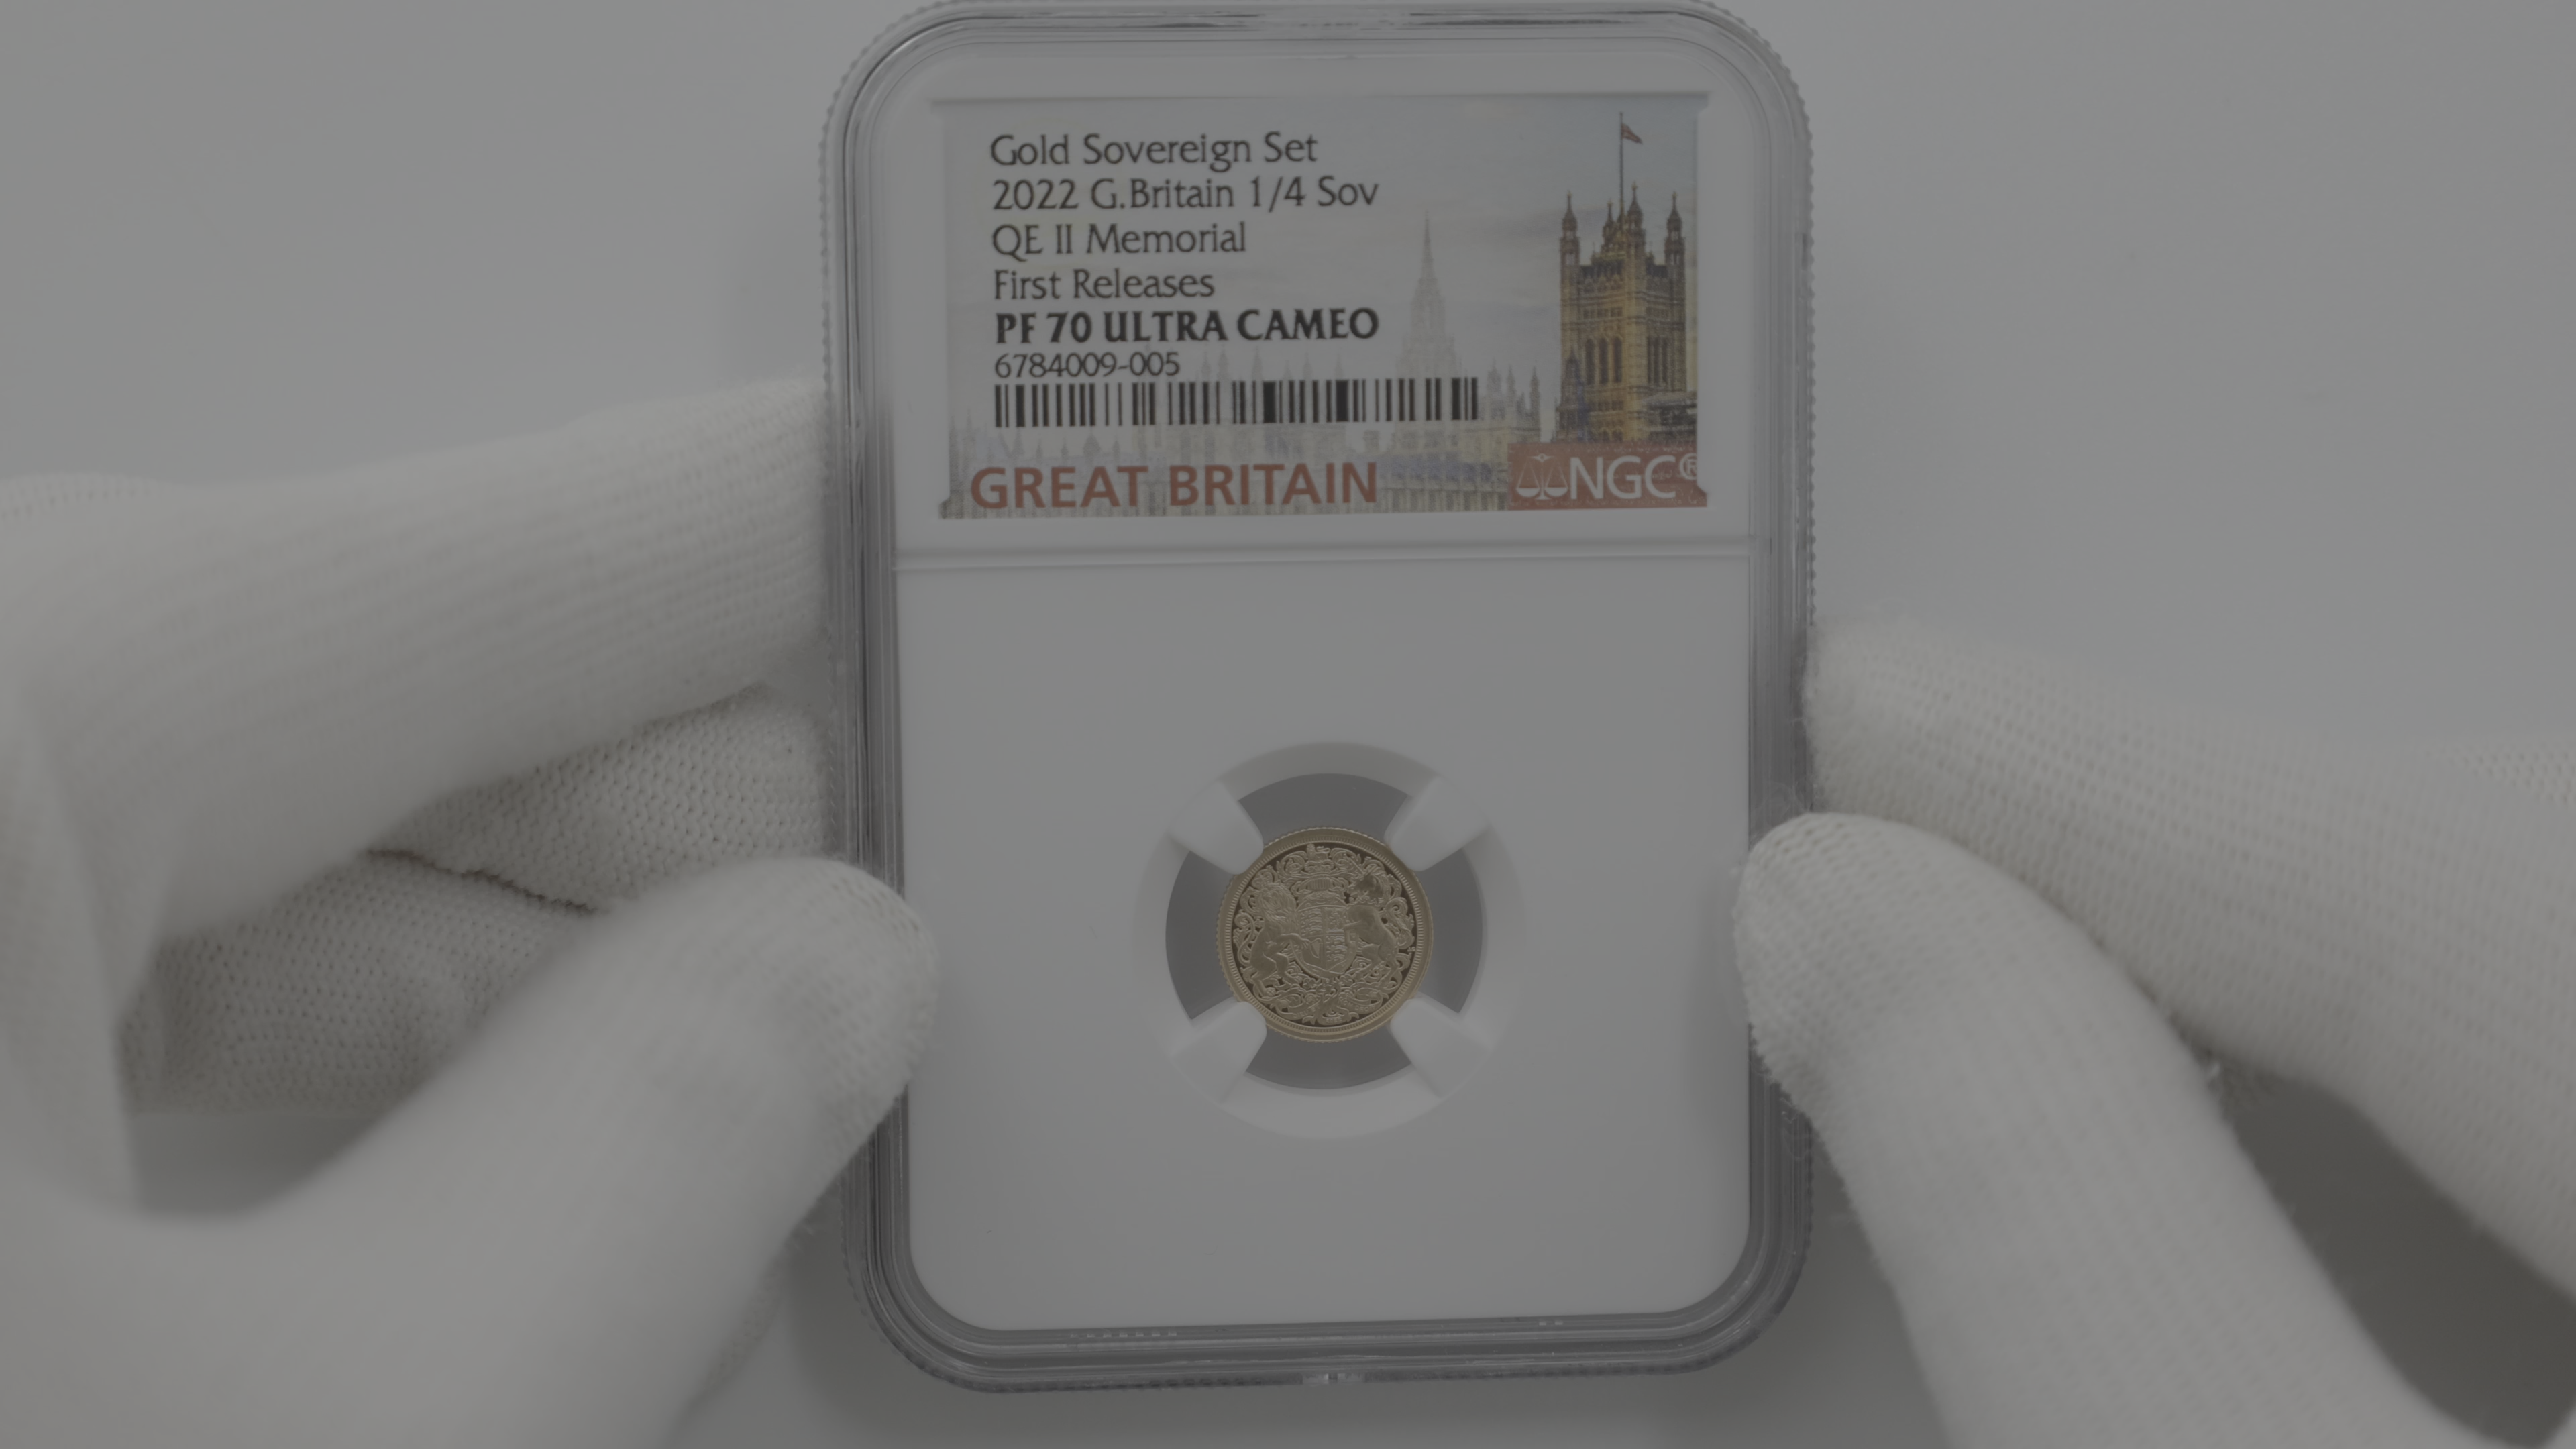 Gold Sovereign Set
2022 G.Britain 1/4 Sov
QE II Memorial
First Releases
PF 70 ULTRA CAMEO
6784009-005
GREAT BRITAIN
NGC®